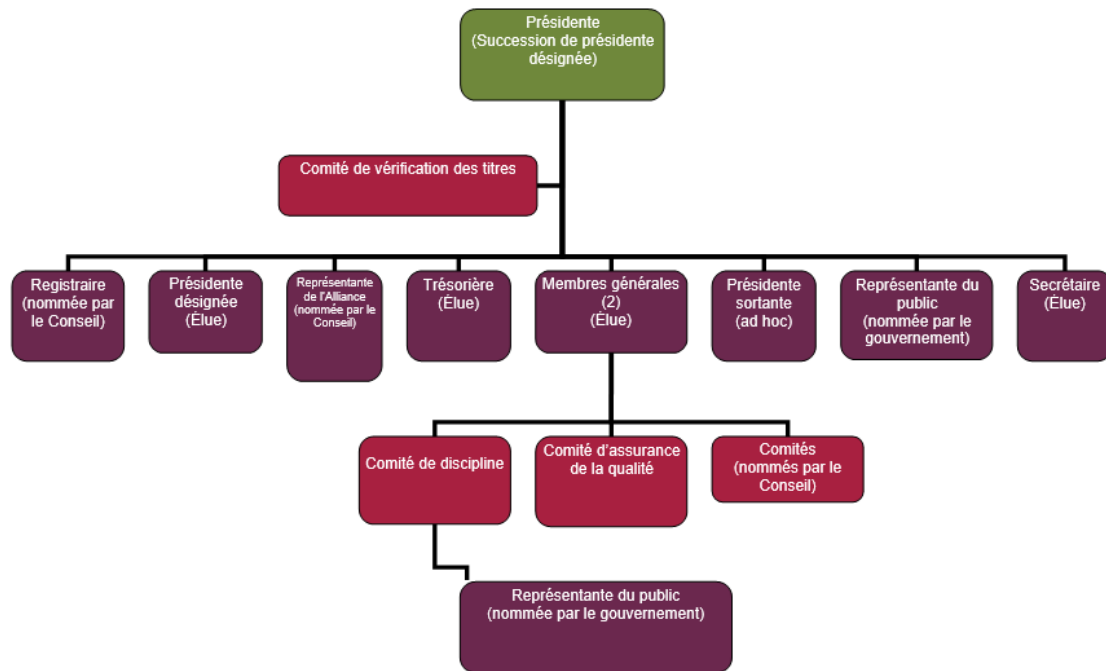 Présidente
(Succession de présidente
désignée)
Comité de vérification des titres
Registraire
(nommée par
le Conseil)
Présidente
désignée
(Élue)
Représentante
de l'Alliance
(nommée par le
Conseil)
Trésorière
(Élue)
Membres générales
(2)
(Élue)
Présidente
sortante
(ad hoc)
Représentante du
public
(nommée par le
gouvernement)
Secrétaire
(Élue)
Comité de discipline
Comité d’assurance
de la qualité
Comités
(nommés par le
Conseil)
Représentante du public
(nommée par le gouvernement)